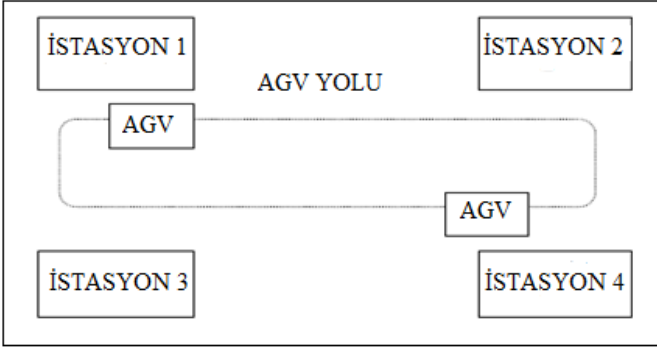 İSTASYON 1
İSTASYON 2
AGV YOLU
AGV
AGV
İSTASYON 3
İSTASYON 4